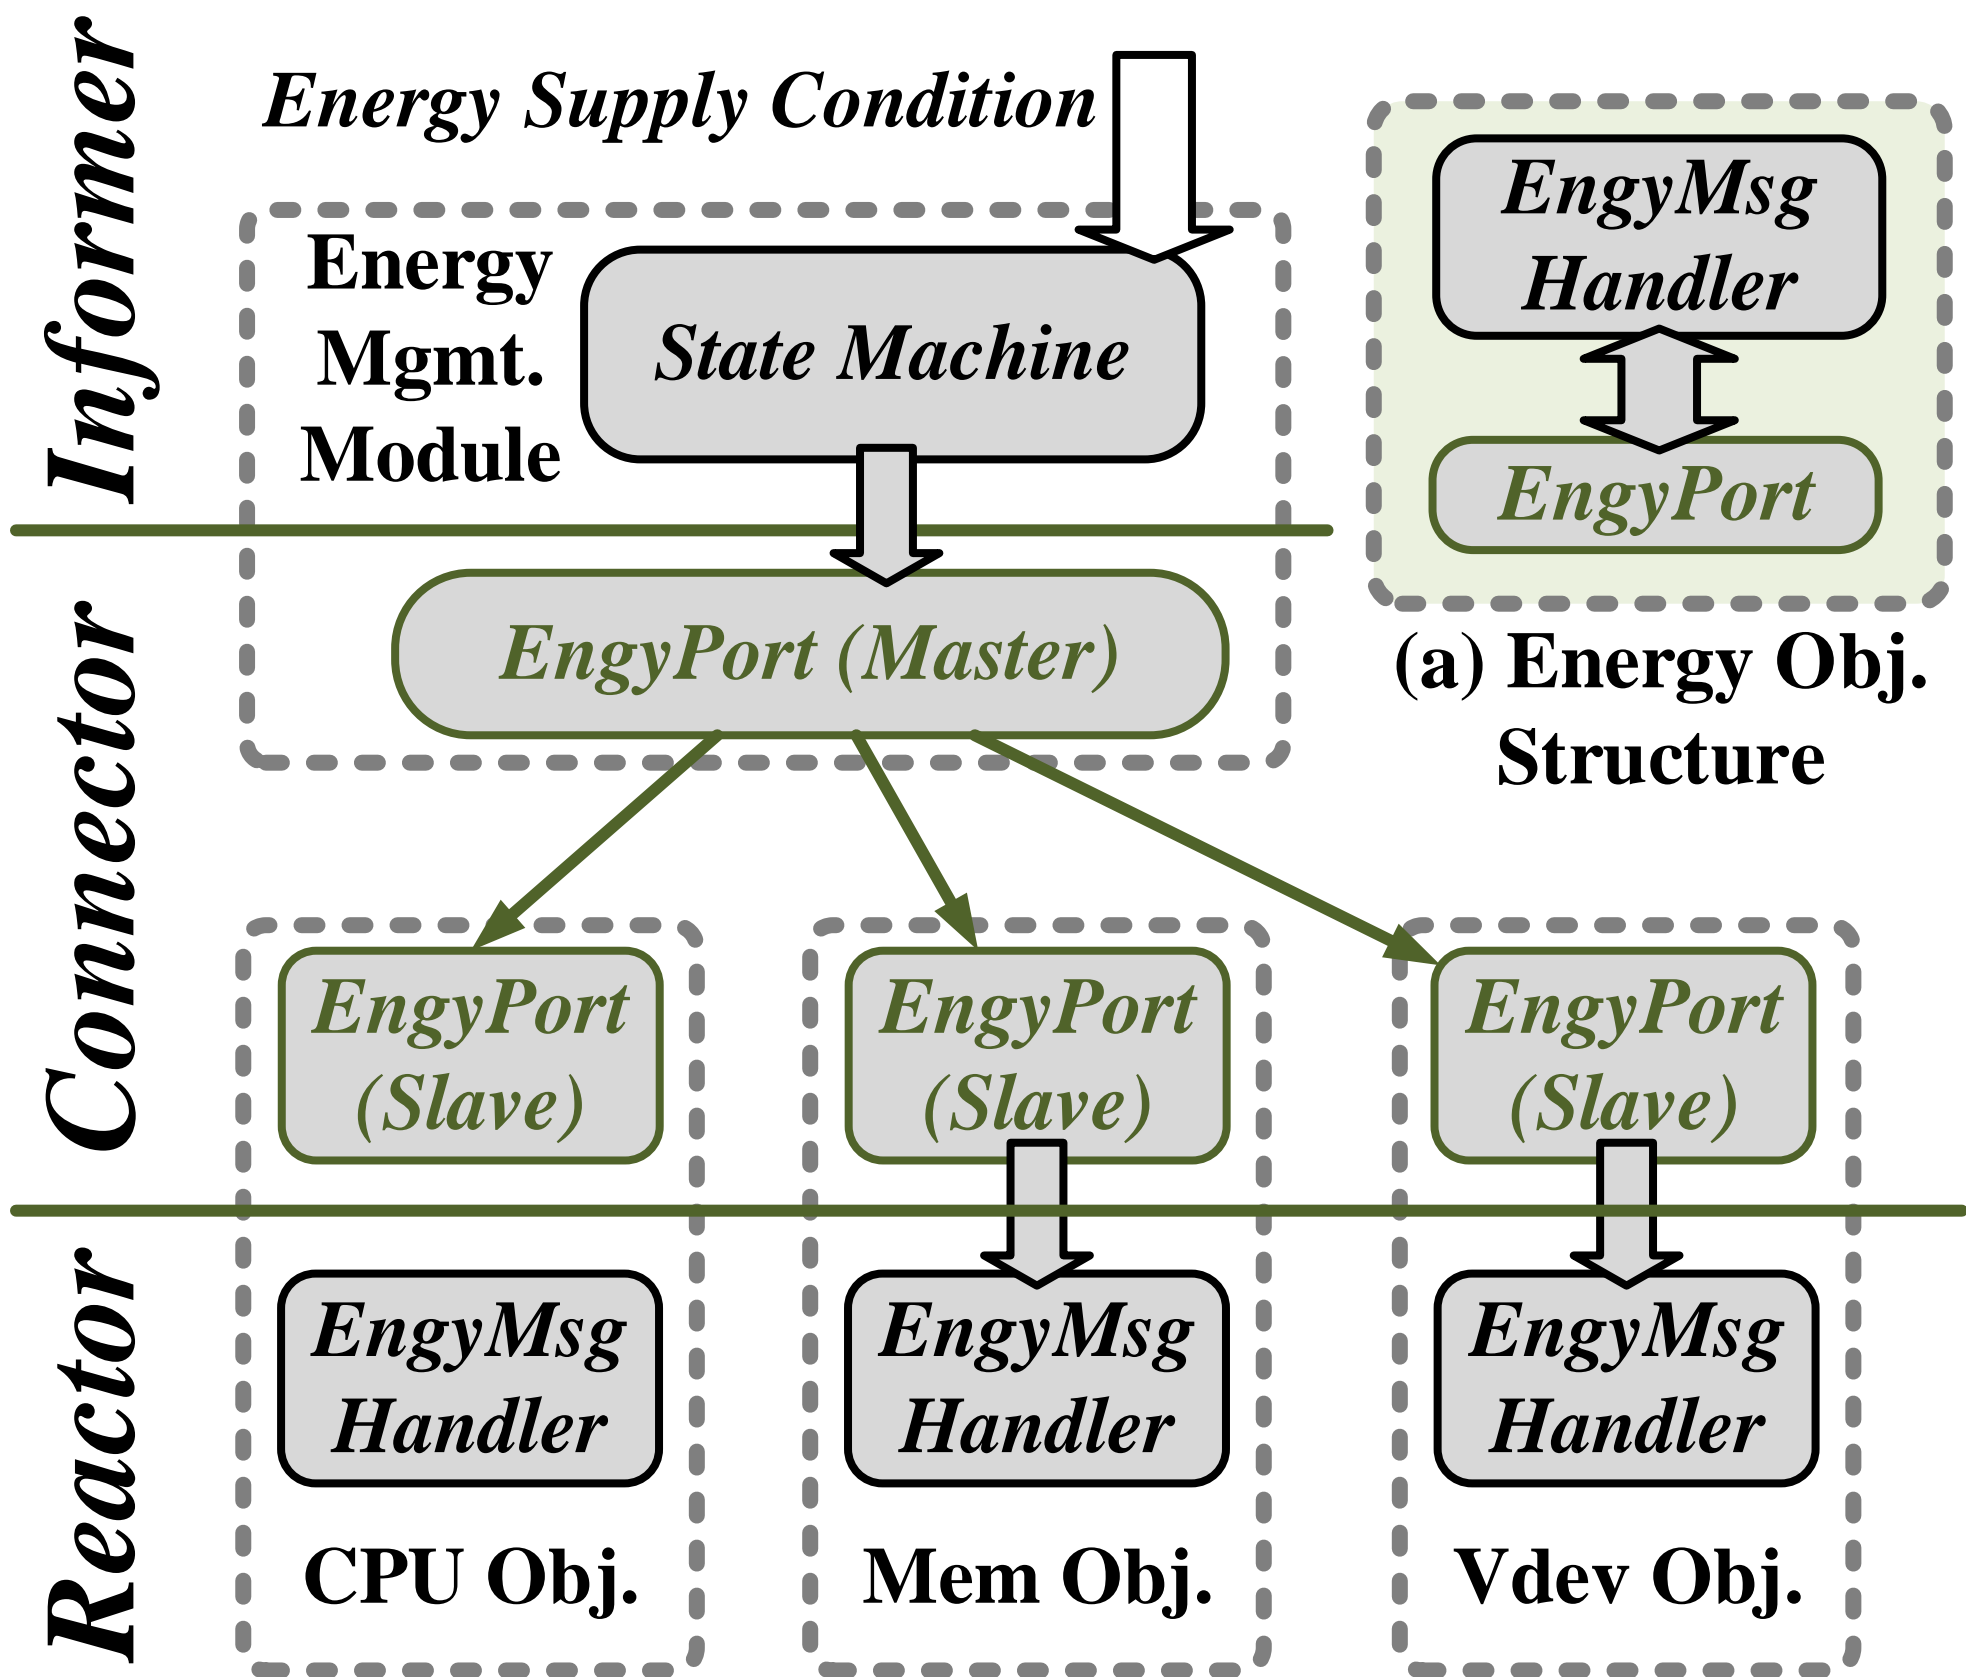 Informer
Energy Supply Condition
Energy
Mgmt.
Module
State Machine
EngyMsg
Handler
EngyPort
(a) Energy Obj.
Structure
Connector
EngyPort (Master)
EngyPort
(Slave)
EngyPort
(Slave)
EngyPort
(Slave)
Reactor
EngyMsg
Handler
EngyMsg
Handler
EngyMsg
Handler
CPU Obj.
Mem Obj.
Vdev Obj.